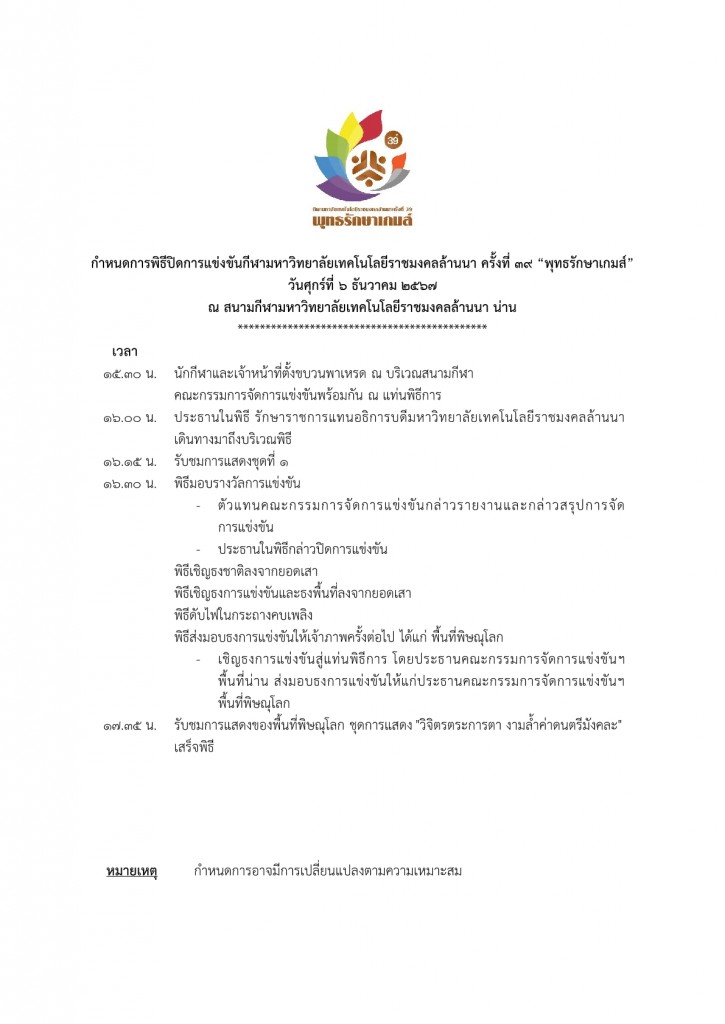 39
กีฬามหาวิทยาลัยเทคโนโลยีราชมงคลล้านนาครั้งที่ 39
พุทธรักษาเกมส์
กำหนดการพิธีปิดการแข่งขันกีฬามหาวิทยาลัยเทคโนโลยีราชมงคลล้านนา ครั้งที่ ๓๙ “พุทธรักษาเกมส์”
วันศุกร์ที่ ๖ ธันวาคม ๒๕๖๗
ณ สนามกีฬามหาวิทยาลัยเทคโนโลยีราชมงคลล้านนา น่าน
*********************************************
เวลา
๑๕.๓๐ น. นักกีฬาและเจ้าหน้าที่ตั้งขบวนพาเหรด ณ บริเวณสนามกีฬา
คณะกรรมการจัดการแข่งขันพร้อมกัน ณ แท่นพิธีการ
๑๖.๐๐ น. ประธานในพิธี รักษาราชการแทนอธิการบดีมหาวิทยาลัยเทคโนโลยีราชมงคลล้านนา
เดินทางมาถึงบริเวณพิธี
๑๖.๑๕ น. รับชมการแสดงชุดที่ ๑
๑๖.๓๐ น. พิธีมอบรางวัลการแข่งขัน
- ตัวแทนคณะกรรมการจัดการแข่งขันกล่าวรายงานและกล่าวสรุปการจัด
การแข่งขัน
- ประธานในพิธีกล่าวปิดการแข่งขัน
พิธีเชิญธงชาติลงจากยอดเสา
พิธีเชิญธงการแข่งขันและธงพื้นที่ลงจากยอดเสา
พิธีดับไฟในกระถางคบเพลิง
พิธีส่งมอบธงการแข่งขันให้เจ้าภาพครั้งต่อไป ได้แก่ พื้นที่พิษณุโลก
- เชิญธงการแข่งขันสู่แท่นพิธีการ โดยประธานคณะกรรมการจัดการแข่งขันฯ
พื้นที่น่าน ส่งมอบธงการแข่งขันให้แก่ประธานคณะกรรมการจัดการแข่งขันฯ
พื้นที่พิษณุโลก
๑๗.๓๕ น. รับชมการแสดงของพื้นที่พิษณุโลก ชุดการแสดง "วิจิตรตระการตา งามล้ำค่าดนตรีมังคละ"
เสร็จพิธี
หมายเหตุ กำหนดการอาจมีการเปลี่ยนแปลงตามความเหมาะสม